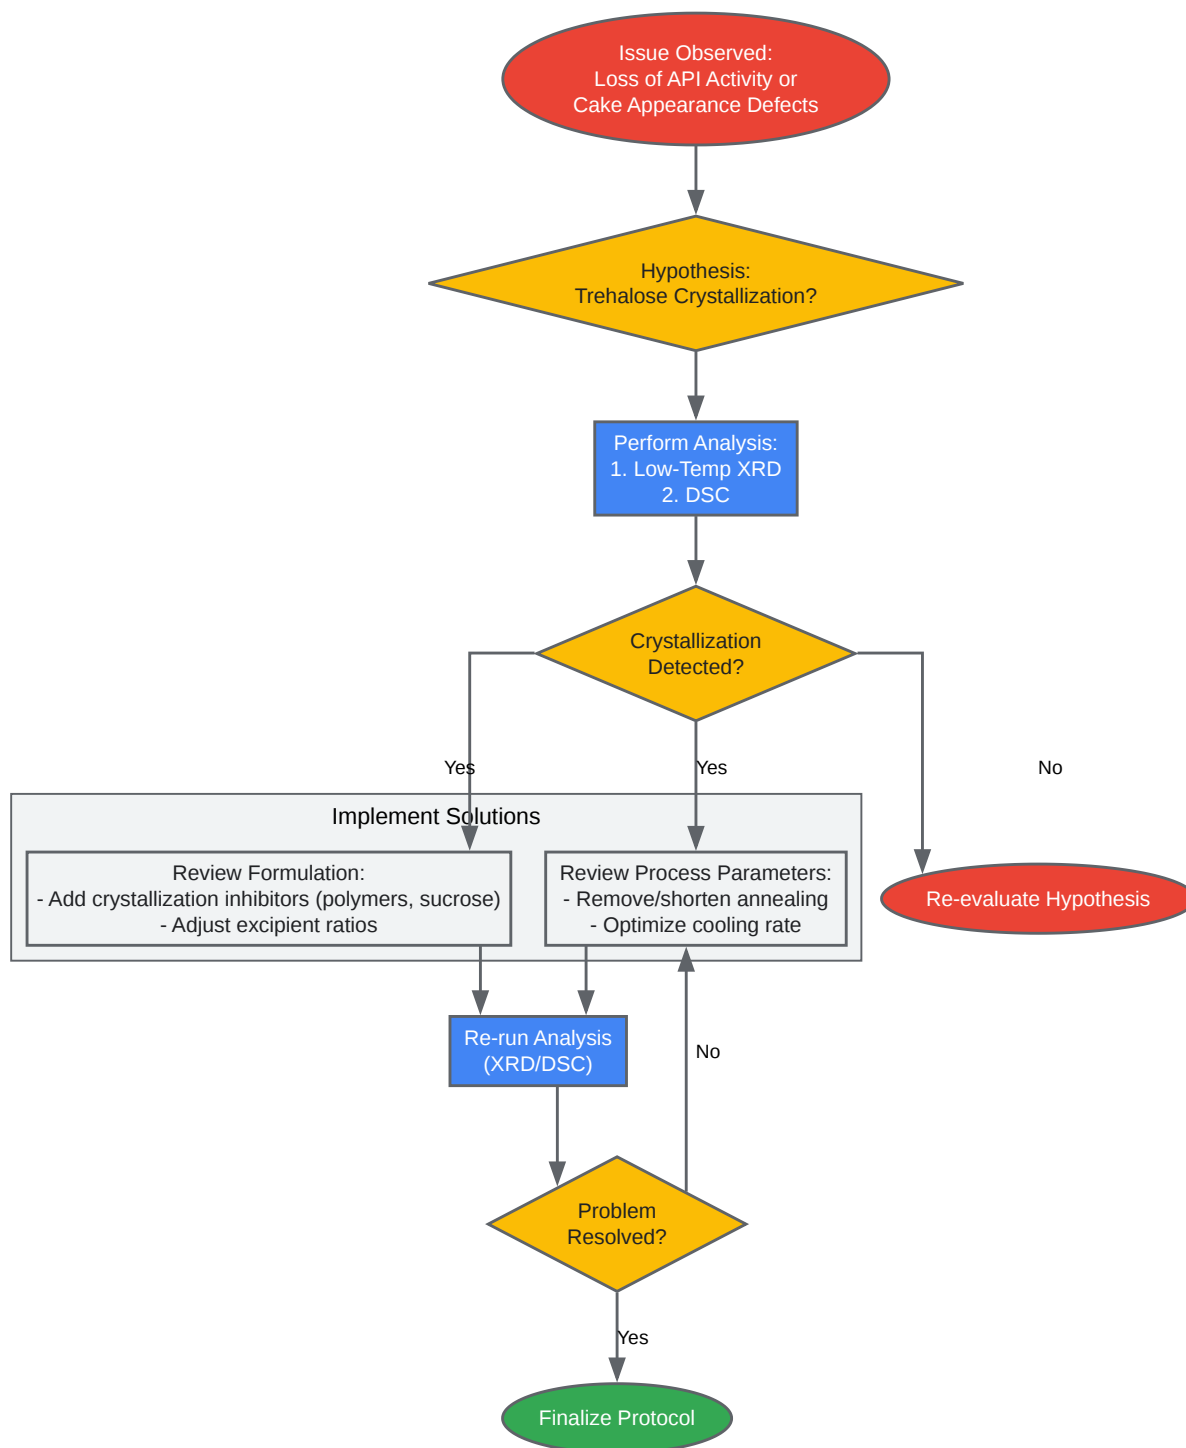 Issue Observed:
Loss of API Activity or
Cake Appearance Defects
Hypothesis:
Trehalose Crystallization?
Perform Analysis:
1. Low-Temp XRD
2. DSC
Crystallization
Detected?
Yes
Yes
No
Implement Solutions
Review Formulation:
- Add crystallization inhibitors (polymers, sucrose)
- Adjust excipient ratios
Review Process Parameters:
- Remove/shorten annealing
- Optimize cooling rate
Re-evaluate Hypothesis
Re-run Analysis
(XRD/DSC)
No
Problem
Resolved?
Yes
Finalize Protocol